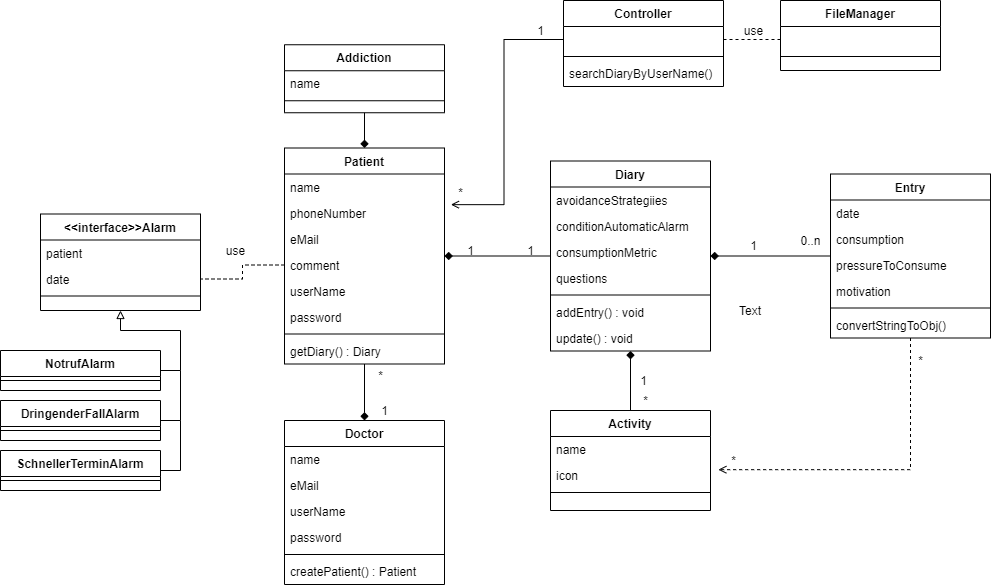 Controller
searchDiaryByUserName()
use
FileManager
1
*
Addiction
name
Patient
name
phoneNumber
eMail
comment
userName
password
getDiary() : Diary
<<interface>>Alarm
patient
date
use
NotrufAlarm
DringenderFallAlarm
SchnellerTerminAlarm
1
1
Diary
avoidanceStrategiies
conditionAutomaticAlarm
consumptionMetric
questions
addEntry() : void
update() : void
1
0..n
Text
Entry
date
consumption
pressureToConsume
motivation
convertStringToObj()
*
*
*
1
Doctor
name
eMail
userName
password
createPatient() : Patient
1
*
Activity
name
icon